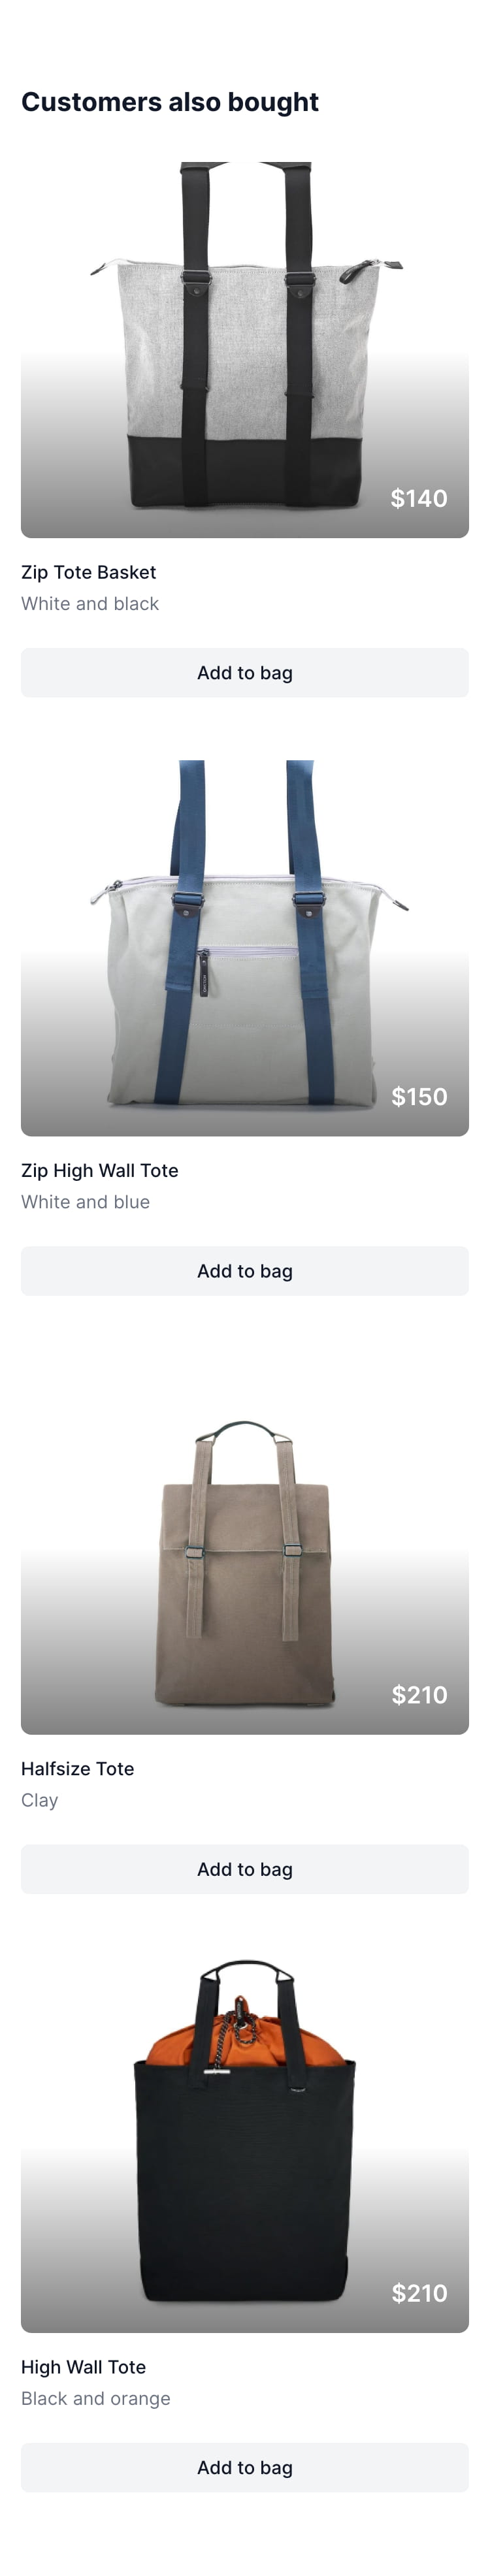 Customers also bought
$140
Zip Tote Basket
White and black
Add to bag
$150
Zip High Wall Tote
White and blue
Add to bag
$210
Halfsize Tote
Clay
Add to bag
$210
High Wall Tote
Black and orange
Add to bag